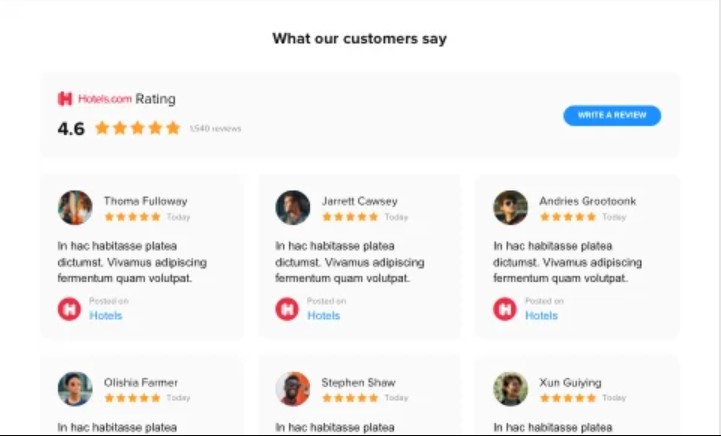 What our customers say
Hotels.com Rating
4.6 1,540 reviews
WRITE A REVIEW
Thoma Fulloway
Today
In hac habitasse platea
dictumst. Vivamus adipiscing
fermentum quam volutpat.
Posted on
Hotels
Jarrett Cawsey
Today
In hac habitasse platea
dictumst. Vivamus adipiscing
fermentum quam volutpat.
Posted on
Hotels
Andries Grootoonk
Today
In hac habitasse platea
dictumst. Vivamus adipiscing
fermentum quam volutpat.
Posted on
Hotels
Olishia Farmer
Today
In hac habitasse platea
Stephen Shaw
Today
In hac habitasse platea
Xun Guiying
Today
In hac habitasse platea